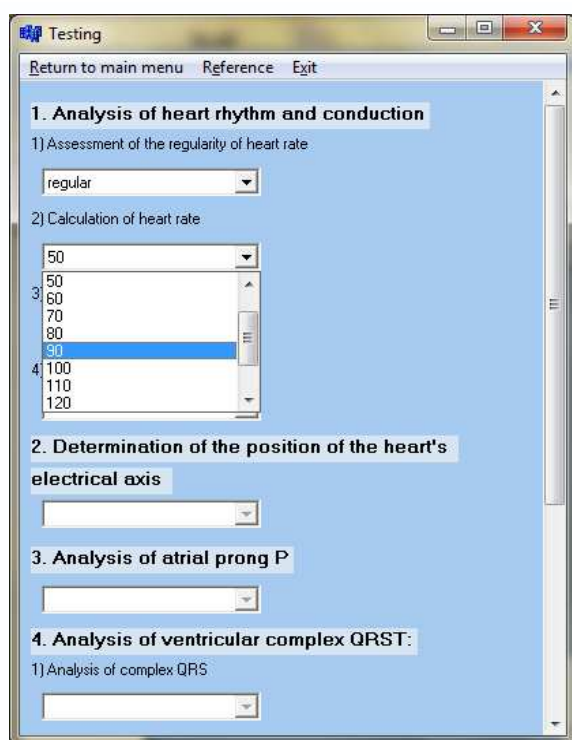 Testing
Return to main menu Reference Exit
1. Analysis of heart rhythm and conduction
1) Assessment of the regularity of heart rate
regular
2) Calculation of heart rate
50
50
3)
60
70
80
90
4)
100
110
120
2. Determination of the position of the heart's
electrical axis
3. Analysis of atrial prong P
4. Analysis of ventricular complex QRST:
1) Analysis of complex QRS